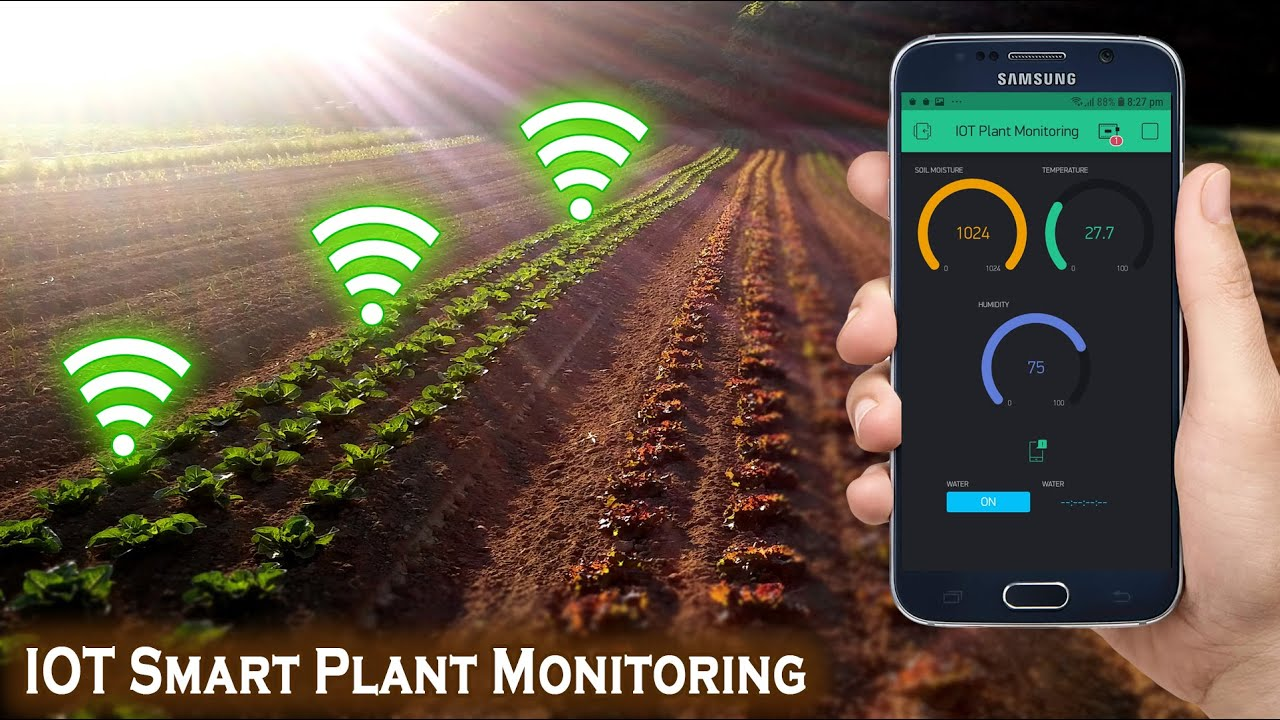 SAMSUNG
88% 8:27 pm
IOT Plant Monitoring
1
SOIL MOISTURE
TEMPERATURE
1024
27.7
0 1024
0 100
HUMIDITY
75
0 100
WATER
WATER
ON
--:--:--:--
IOT SMART PLANT MONITORING